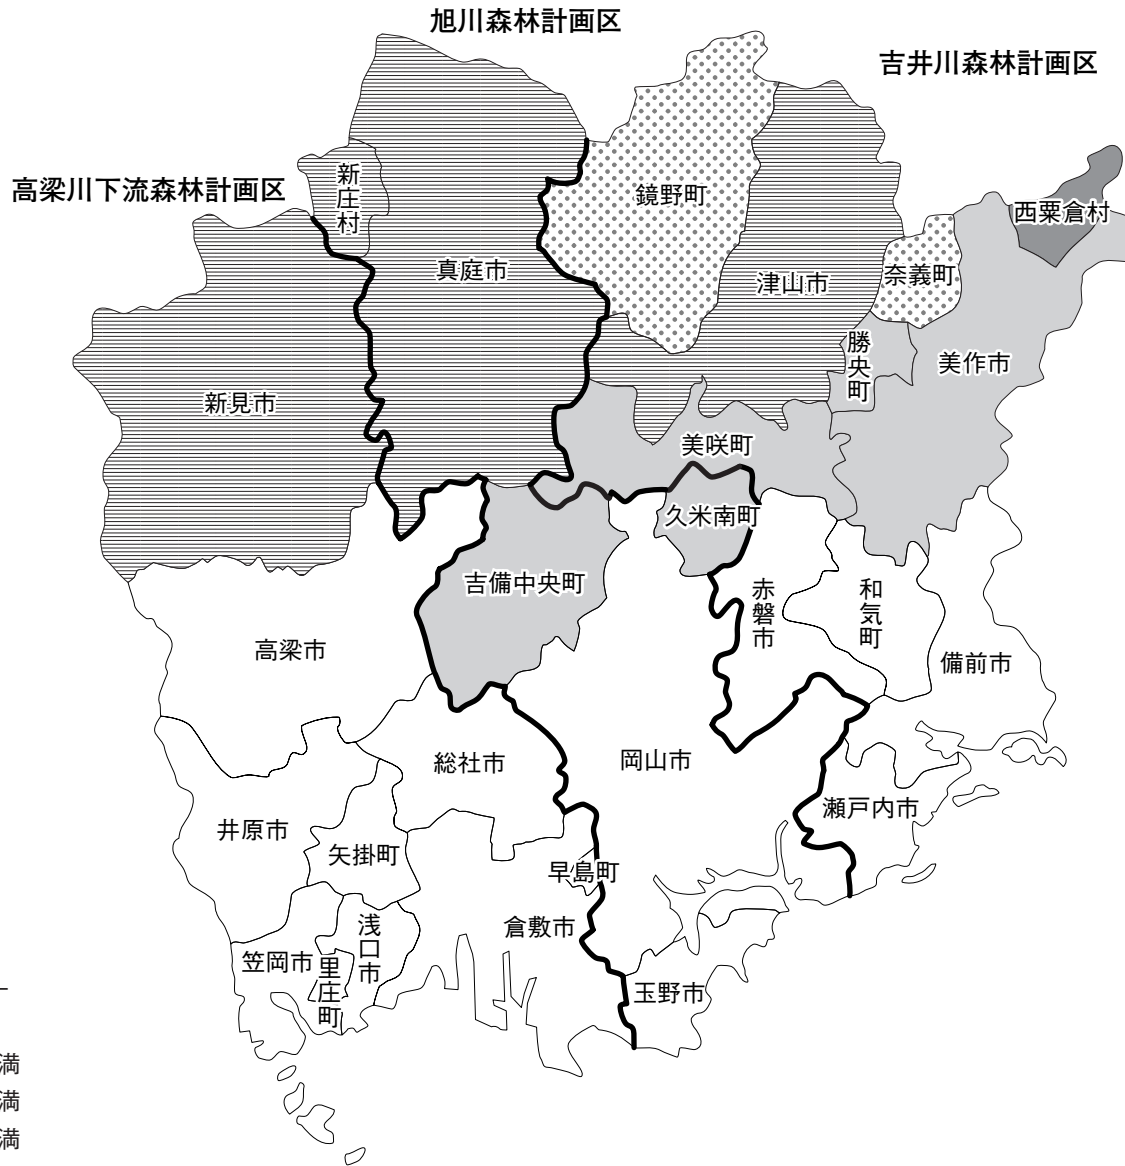 旭川森林計画区
吉井川森林計画区
高梁川下流森林計画区
新庄村
鏡野町
西粟倉村
真庭市
津山市
奈義町
勝央町
美作市
新見市
美咲町
久米南町
吉備中央町
赤磐市
和気町
高梁市
備前市
総社市
岡山市
井原市
矢掛町
瀬戸内市
早島町
倉敷市
浅口市
笠岡市
里庄町
玉野市
満
満
満